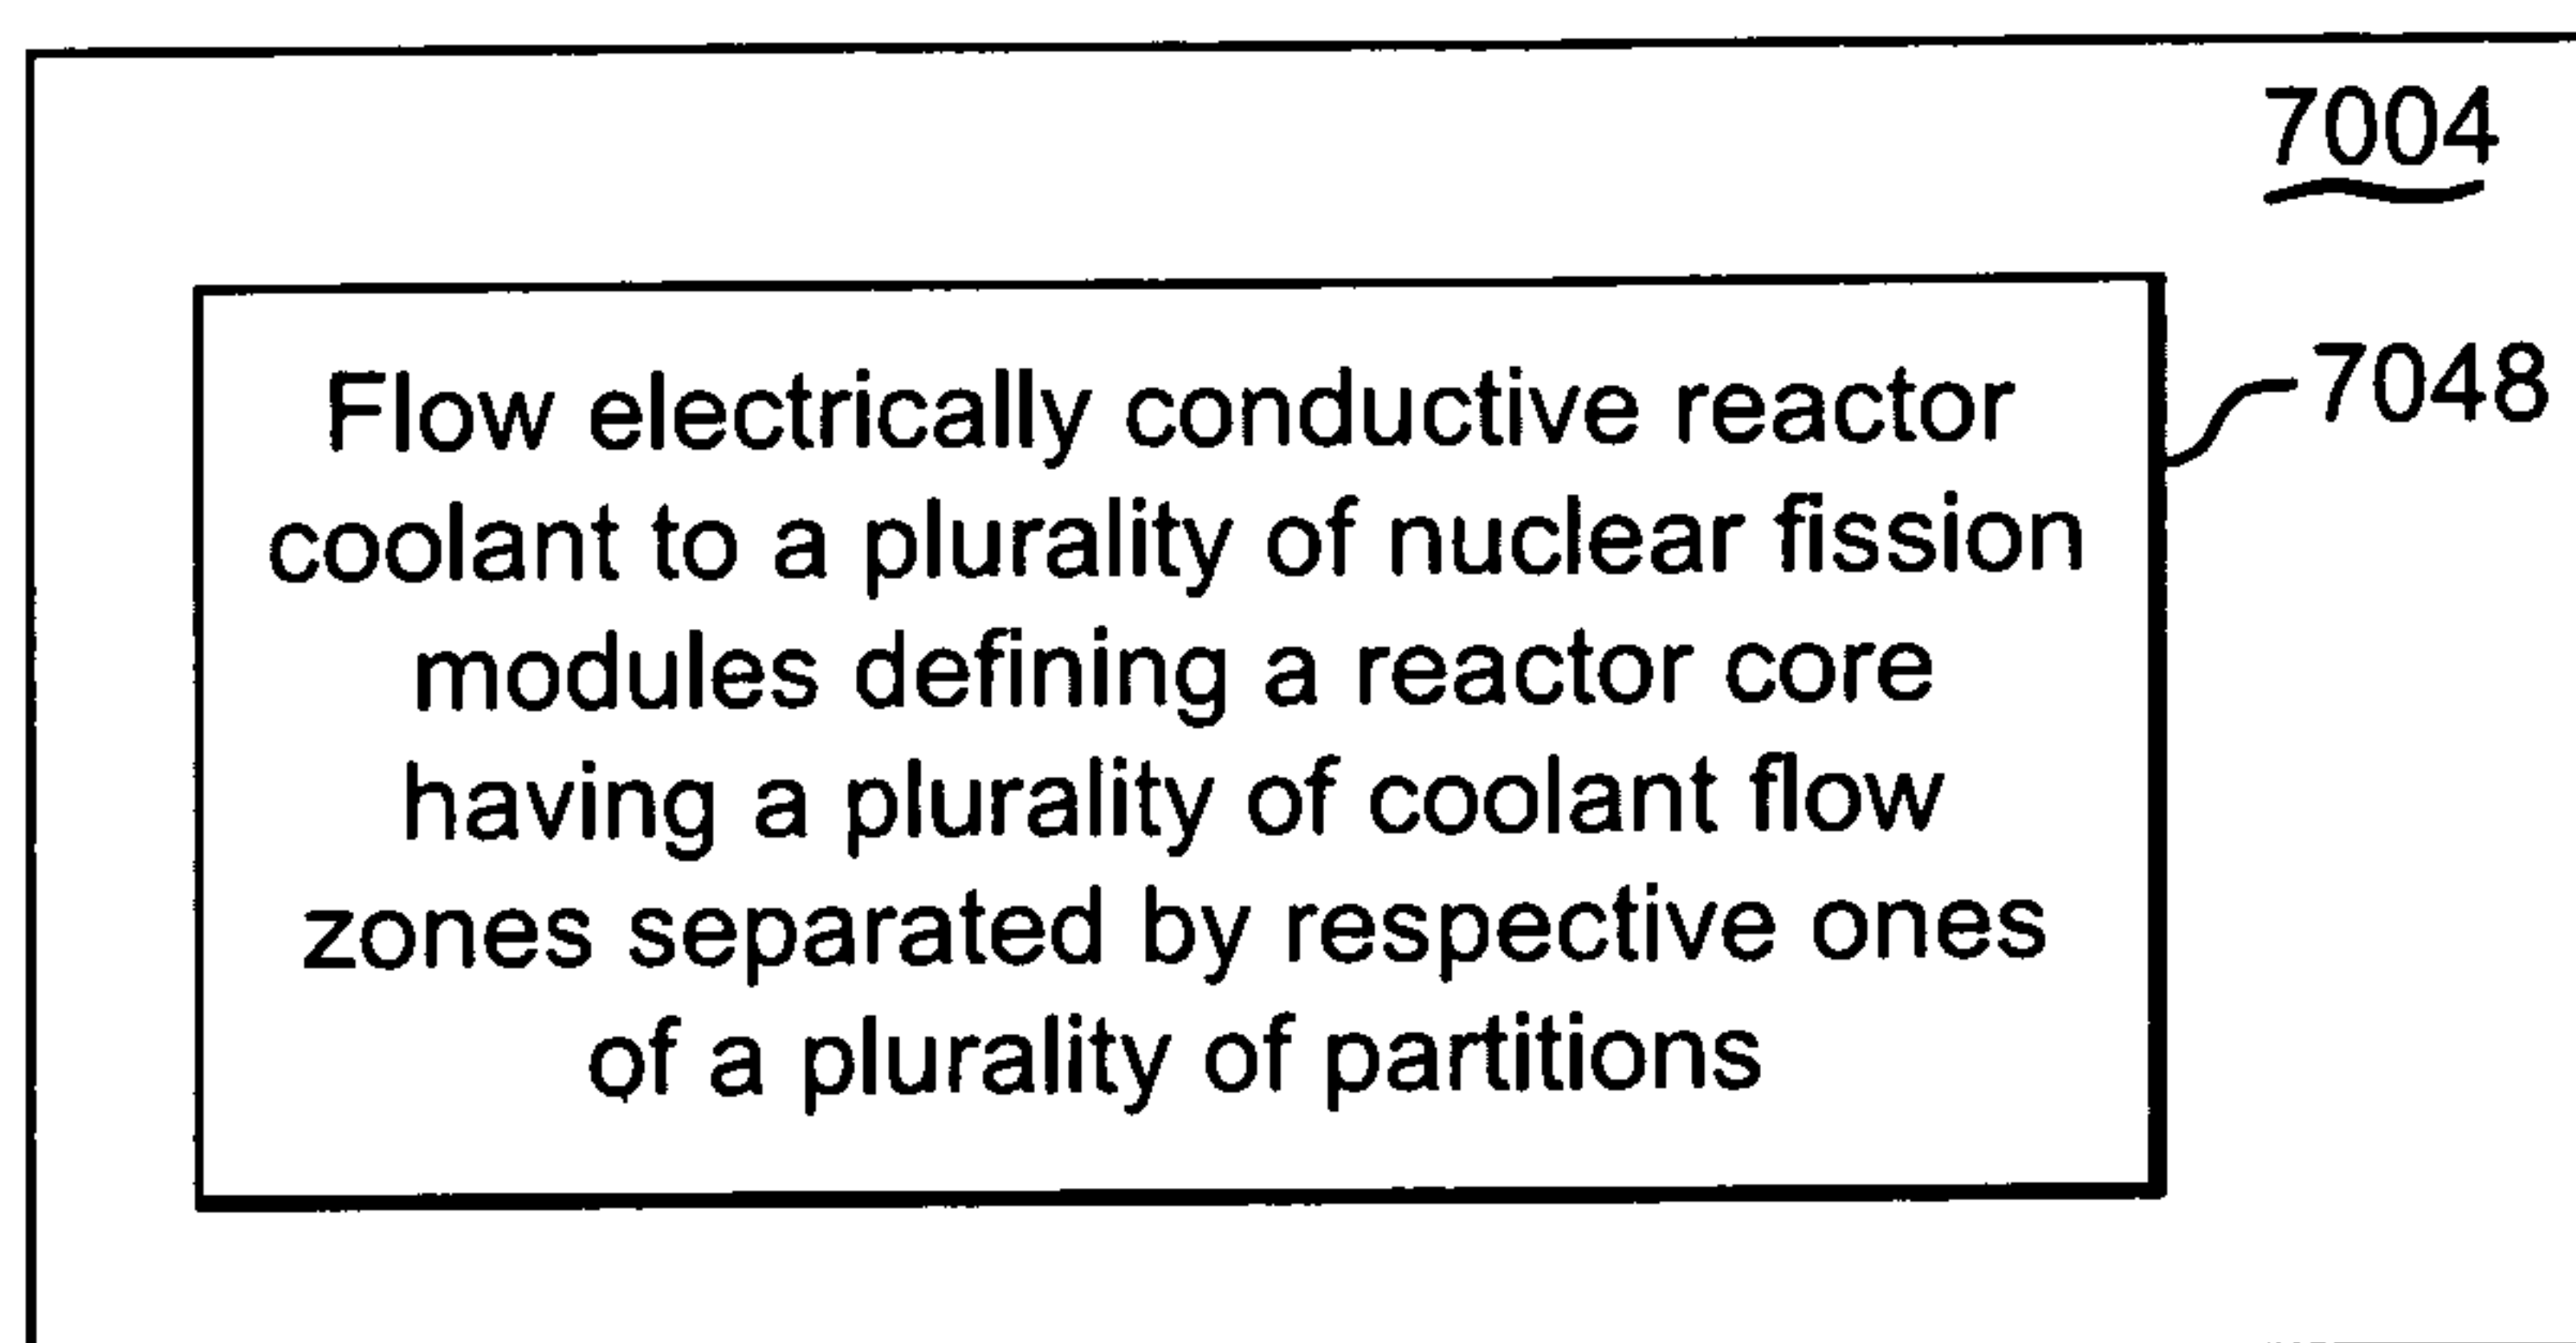 7004
Flow electrically conductive reactor
7048
coolant to a plurality of nuclear fission
modules defining a reactor core
having a plurality of coolant flow
zones separated by respective ones
of a plurality of partitions